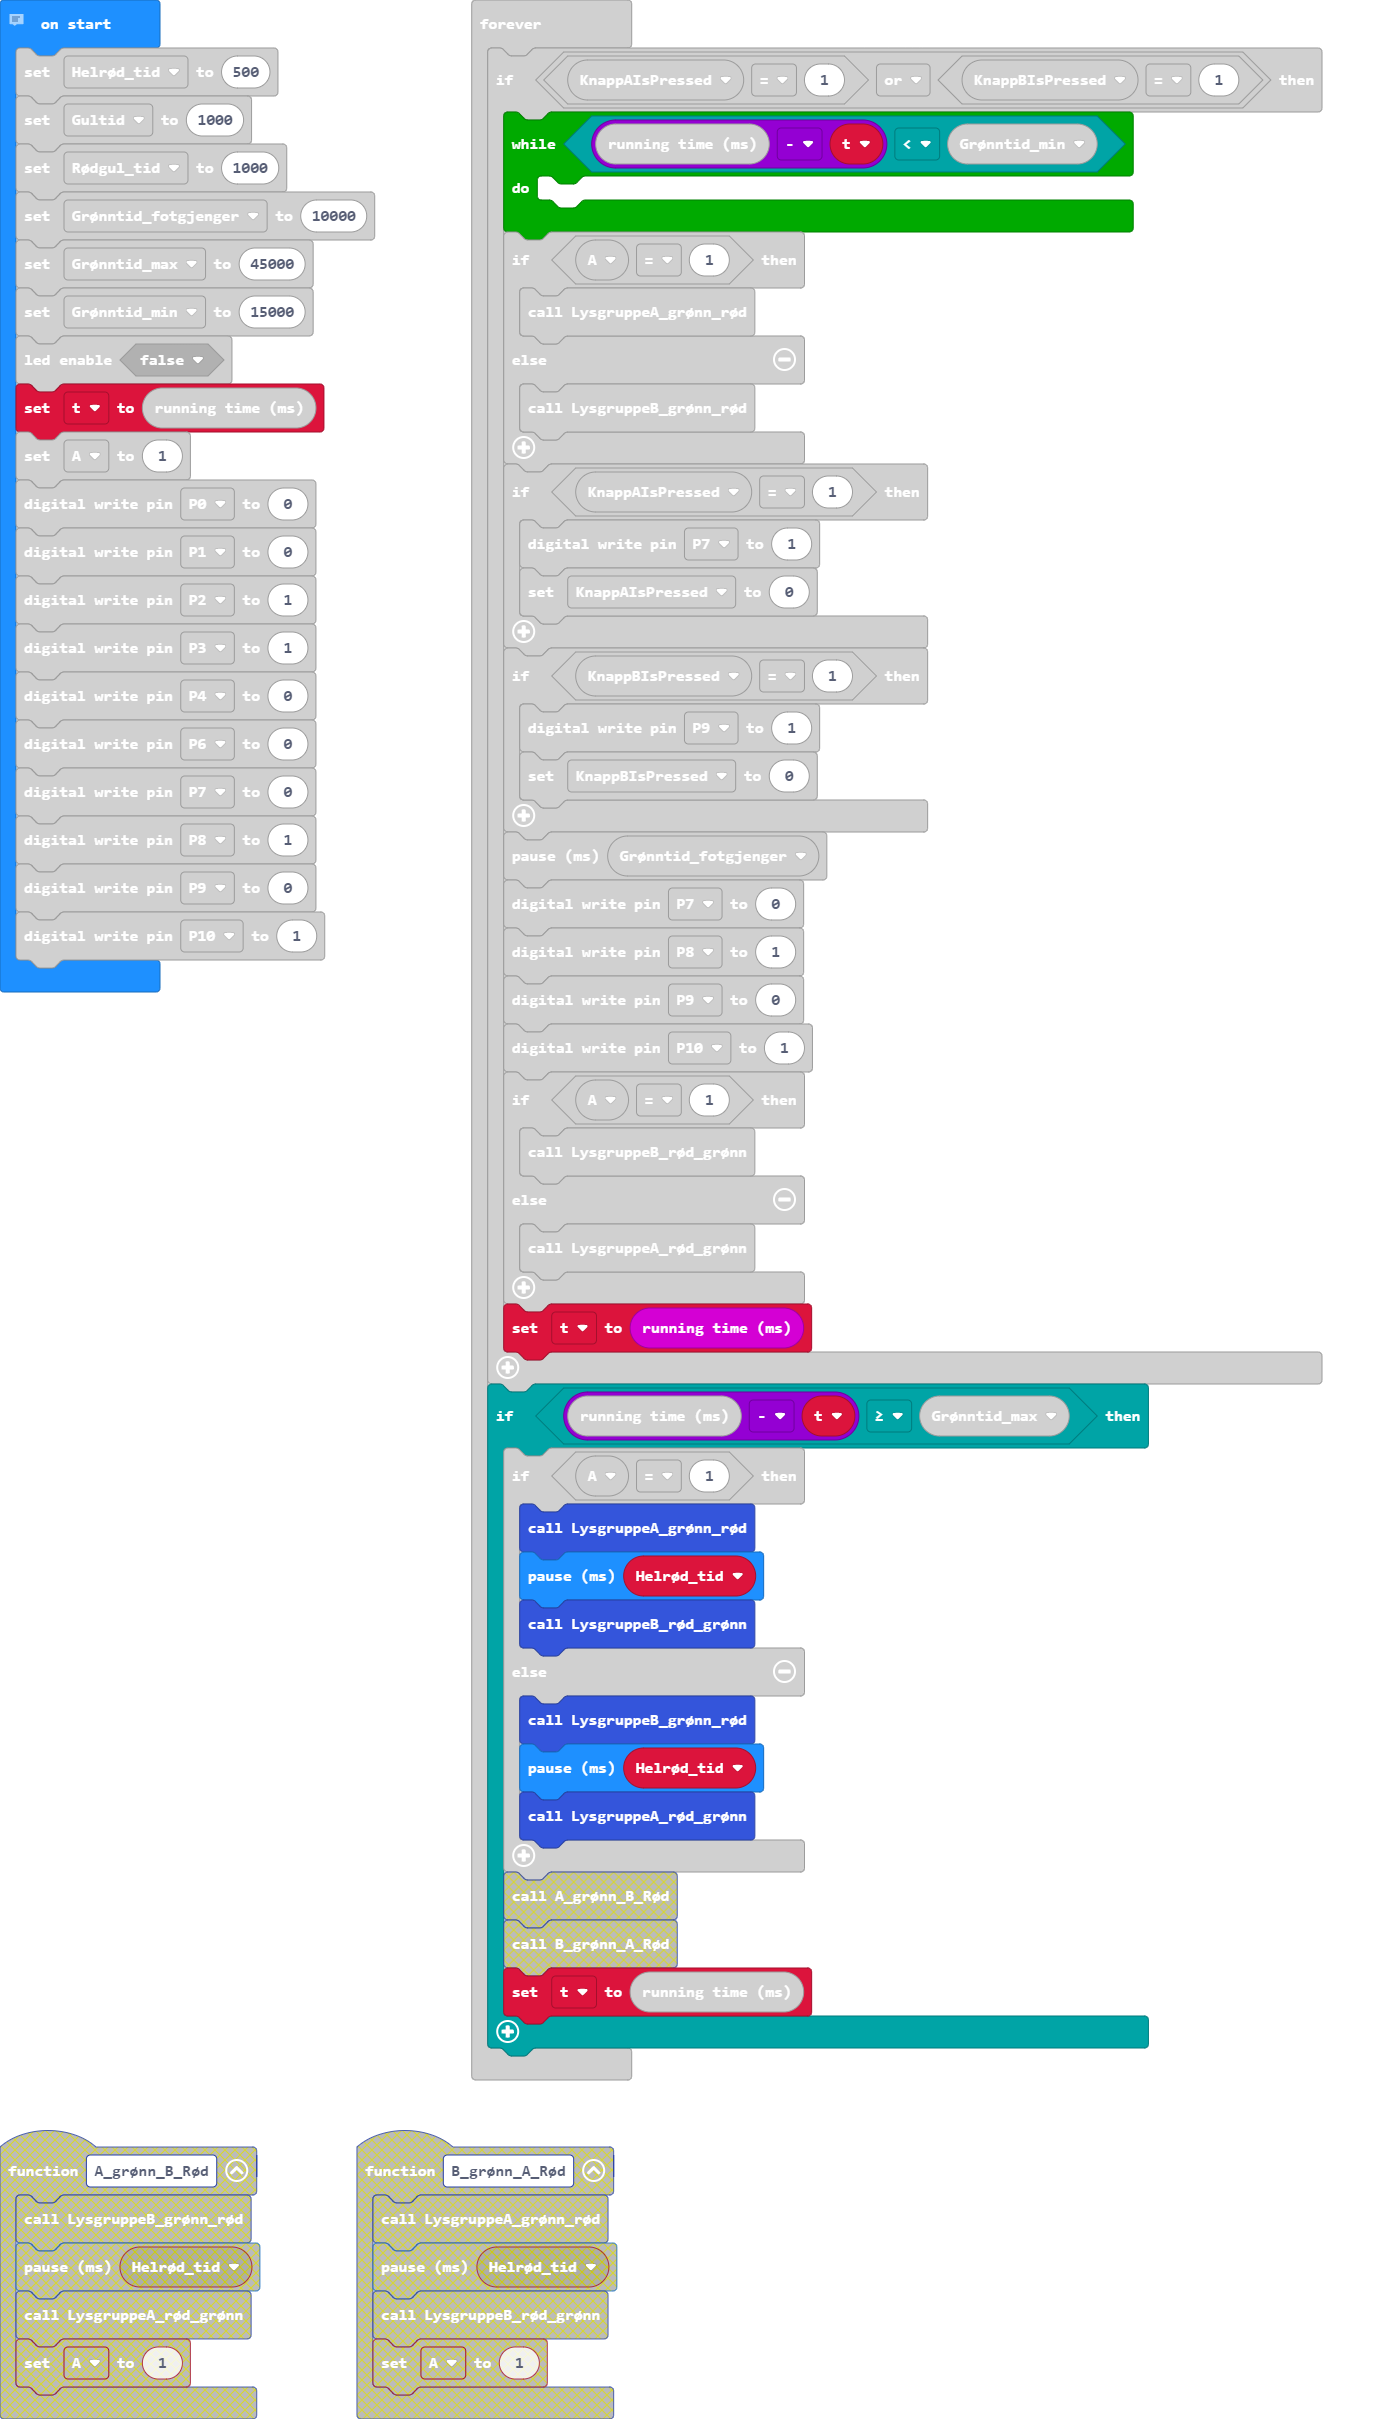 on start
set Helrød_tid to 500
set Gultid to 1000
set Rødgul_tid to 1000
set Grønntid_fotgjenger to 10000
set Grønntid_max to 45000
set Grønntid_min to 15000
led enable false
set t to running time (ms)
set A to 1
digital write pin P0 to 0
digital write pin P1 to 0
digital write pin P2 to 1
digital write pin P3 to 1
digital write pin P4 to 0
digital write pin P6 to 0
digital write pin P7 to 0
digital write pin P8 to 1
digital write pin P9 to 0
digital write pin P10 to 1
forever
if KnappAIsPressed = 1 or KnappBIsPressed = 1 then
while running time (ms) - t < Grønntid_min
do
if A = 1 then
call LysgruppeA_grønn_rød
else
call LysgruppeB_grønn_rød
if KnappAIsPressed = 1 then
digital write pin P7 to 1
set KnappAIsPressed to 0
if KnappBIsPressed = 1 then
digital write pin P9 to 1
set KnappBIsPressed to 0
pause (ms) Grønntid_fotgjenger
digital write pin P7 to 0
digital write pin P8 to 1
digital write pin P9 to 0
digital write pin P10 to 1
if A = 1 then
call LysgruppeB_rød_grønn
else
call LysgruppeA_rød_grønn
set t to running time (ms)
if running time (ms) - t ≥ Grønntid_max then
if A = 1 then
call LysgruppeA_grønn_rød
pause (ms) Helrød_tid
call LysgruppeB_rød_grønn
else
call LysgruppeB_grønn_rød
pause (ms) Helrød_tid
call LysgruppeA_rød_grønn
call A_grønn_B_Rød
call B_grønn_A_Rød
set t to running time (ms)
function A_grønn_B_Rød
call LysgruppeB_grønn_rød
pause (ms) Helrød_tid
call LysgruppeA_rød_grønn
set A to 1
function B_grønn_A_Rød
call LysgruppeA_grønn_rød
pause (ms) Helrød_tid
call LysgruppeB_rød_grønn
set A to 1